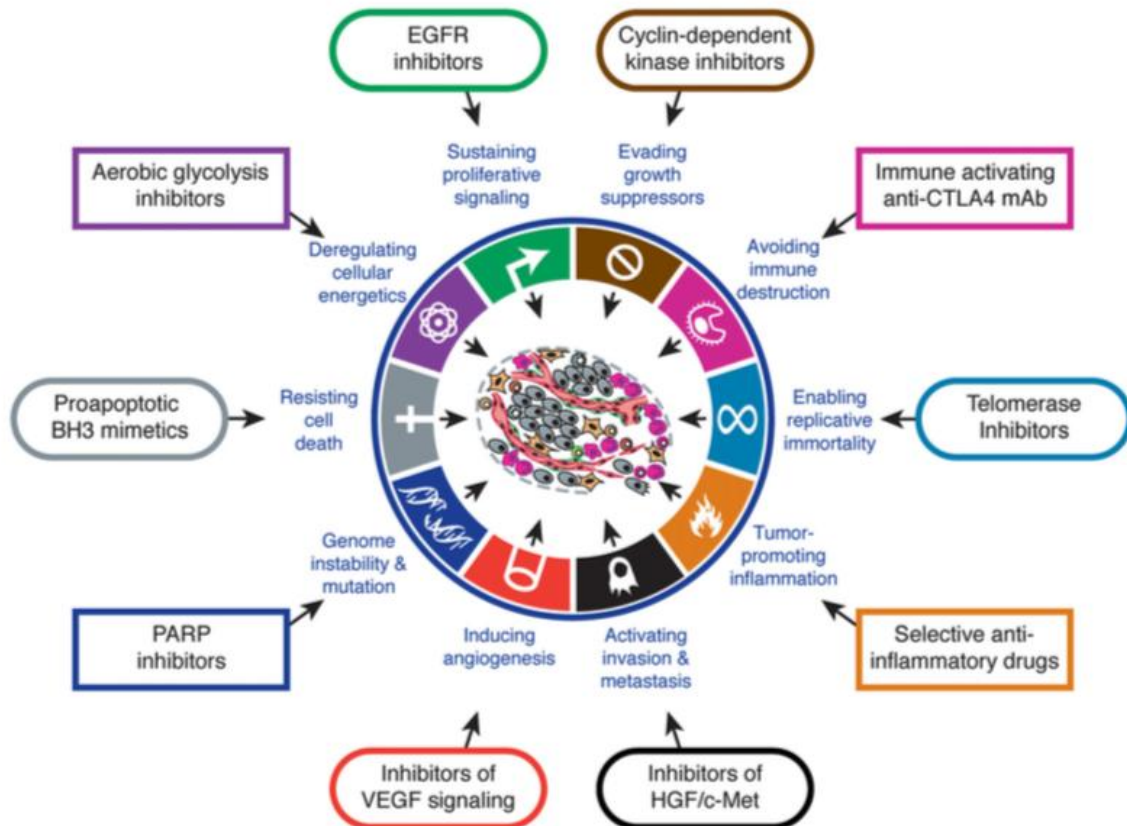 EGFR
inhibitors
Cyclin-dependent
kinase inhibitors
Sustaining
proliferative
signaling
Evading
growth
suppressors
Aerobic glycolysis
inhibitors
Immune activating
anti-CTLA4 mAb
Deregulating
cellular
energetics
Avoiding
immune
destruction
Proapoptotic
BH3 mimetics
Resisting
cell
death
Enabling
replicative
immortality
Telomerase
Inhibitors
Genome
instability &
mutation
Tumor-
promoting
inflammation
PARP
inhibitors
Inducing
angiogenesis
Activating
invasion &
metastasis
Selective anti-
inflammatory drugs
Inhibitors of
VEGF signaling
Inhibitors of
HGF/c-Met